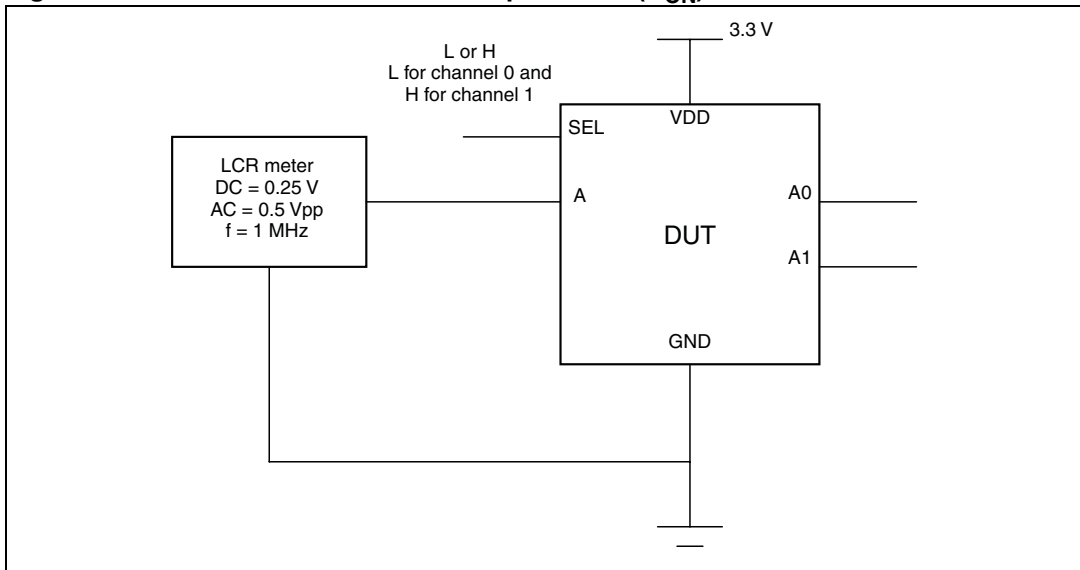 3.3 V
L or H
L for channel 0 and
H for channel 1
VDD
SEL
LCR meter
DC = 0.25 V
AC = 0.5 Vpp
f = 1 MHz
A
A0
DUT
A1
GND